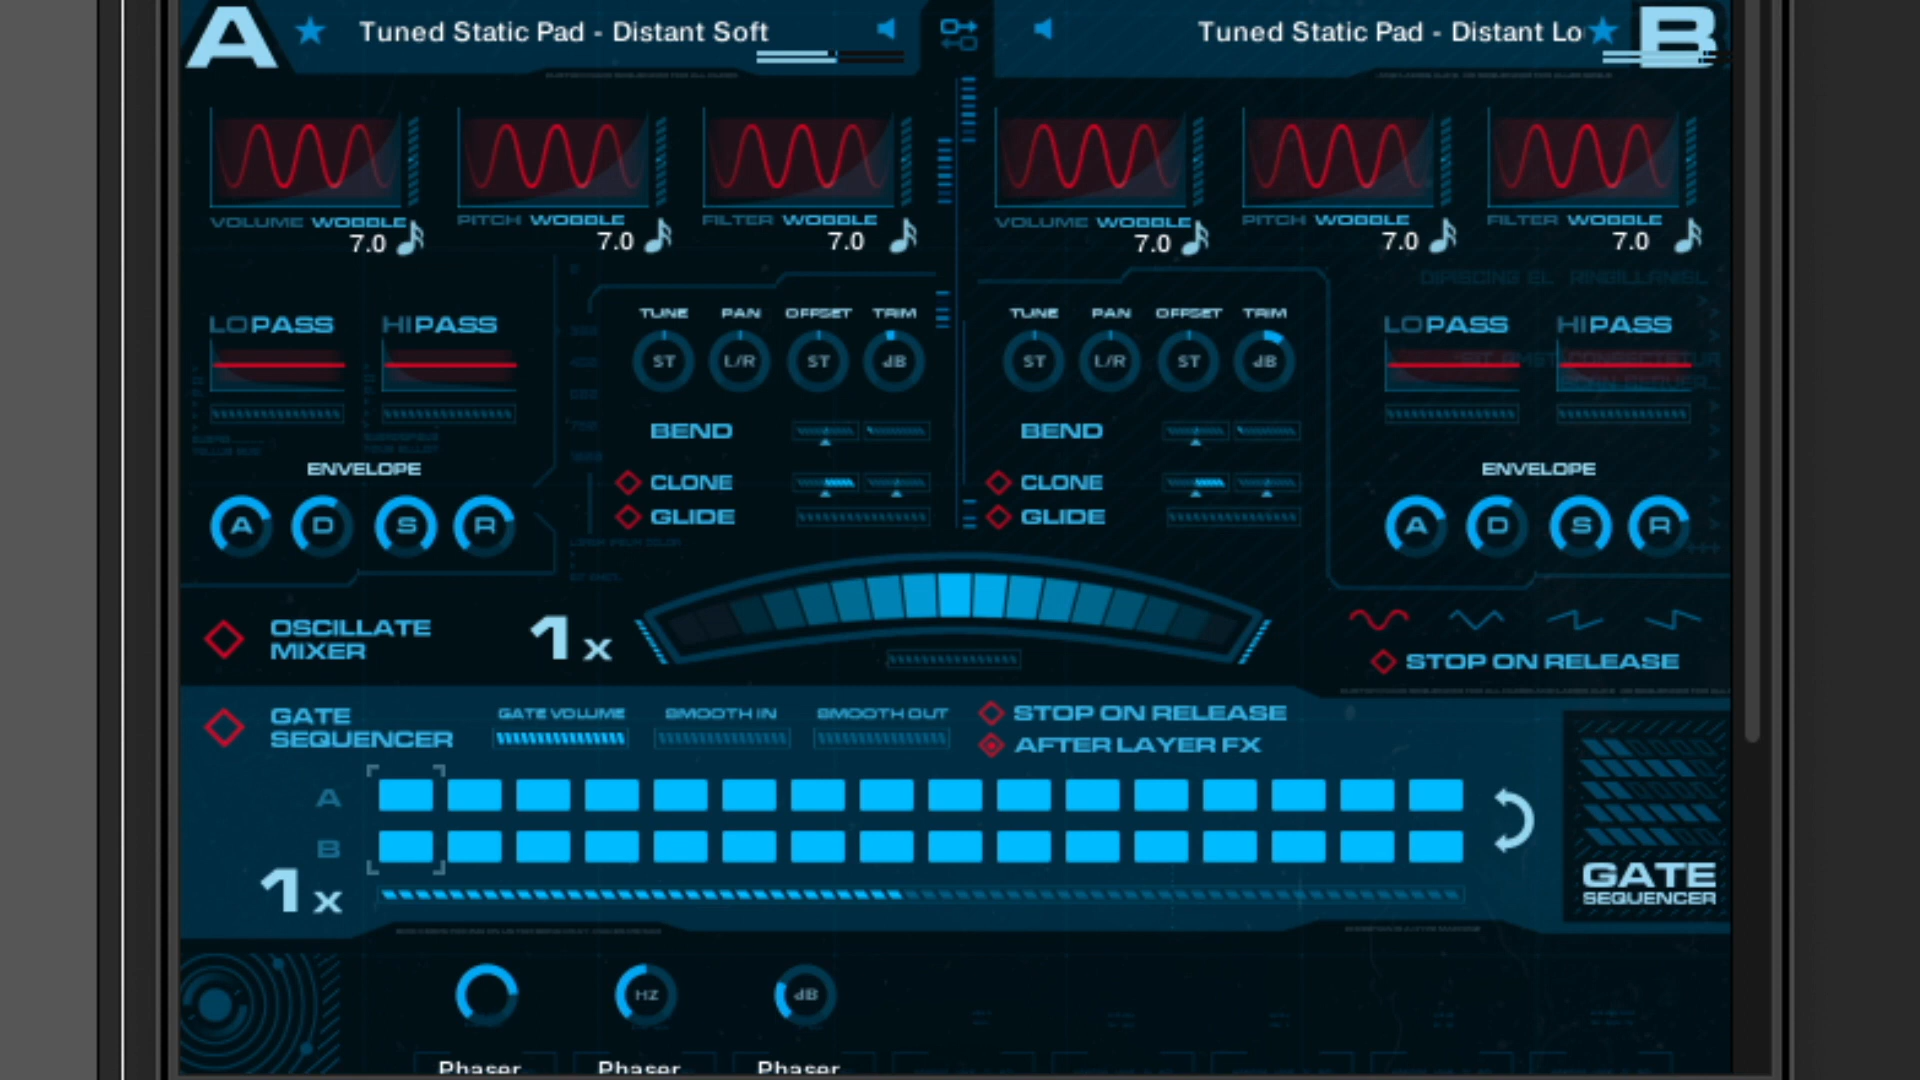 A Tuned Static Pad - Distant Soft Tuned Static Pad - Distant Lo B
VOLUME WOBBLE PITCH WOBBLE FILTER WOBBLE VOLUME WOBBLE PITCH WOBBLE FILTER WOBBLE
7.0 7.0 7.0 7.0 7.0 7.0
TUNE PAN OFFSET TRIM TUNE PAN OFFSET TRIM
LOPASS HIPASS LOPASS HIPASS
ST L/R ST dB ST L/R ST dB
BEND BEND
ENVELOPE ENVELOPE
CLONE CLONE
GLIDE GLIDE
A D S R A D S R
OSCILLATE
MIXER
1 x
STOP ON RELEASE
GATE
SEQUENCER
GATE VOLUME SMOOTH IN SMOOTH OUT STOP ON RELEASE
AFTER LAYER FX
A
B
1 x
GATE
SEQUENCER
HZ dB
Phaser Phaser Phaser